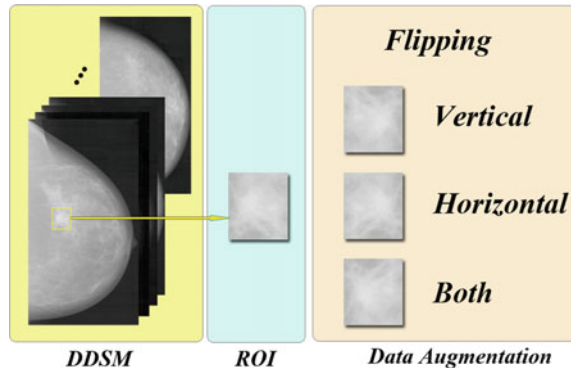 Flipping
Vertical
Horizontal
Both
DDSM
ROI
Data Augmentation